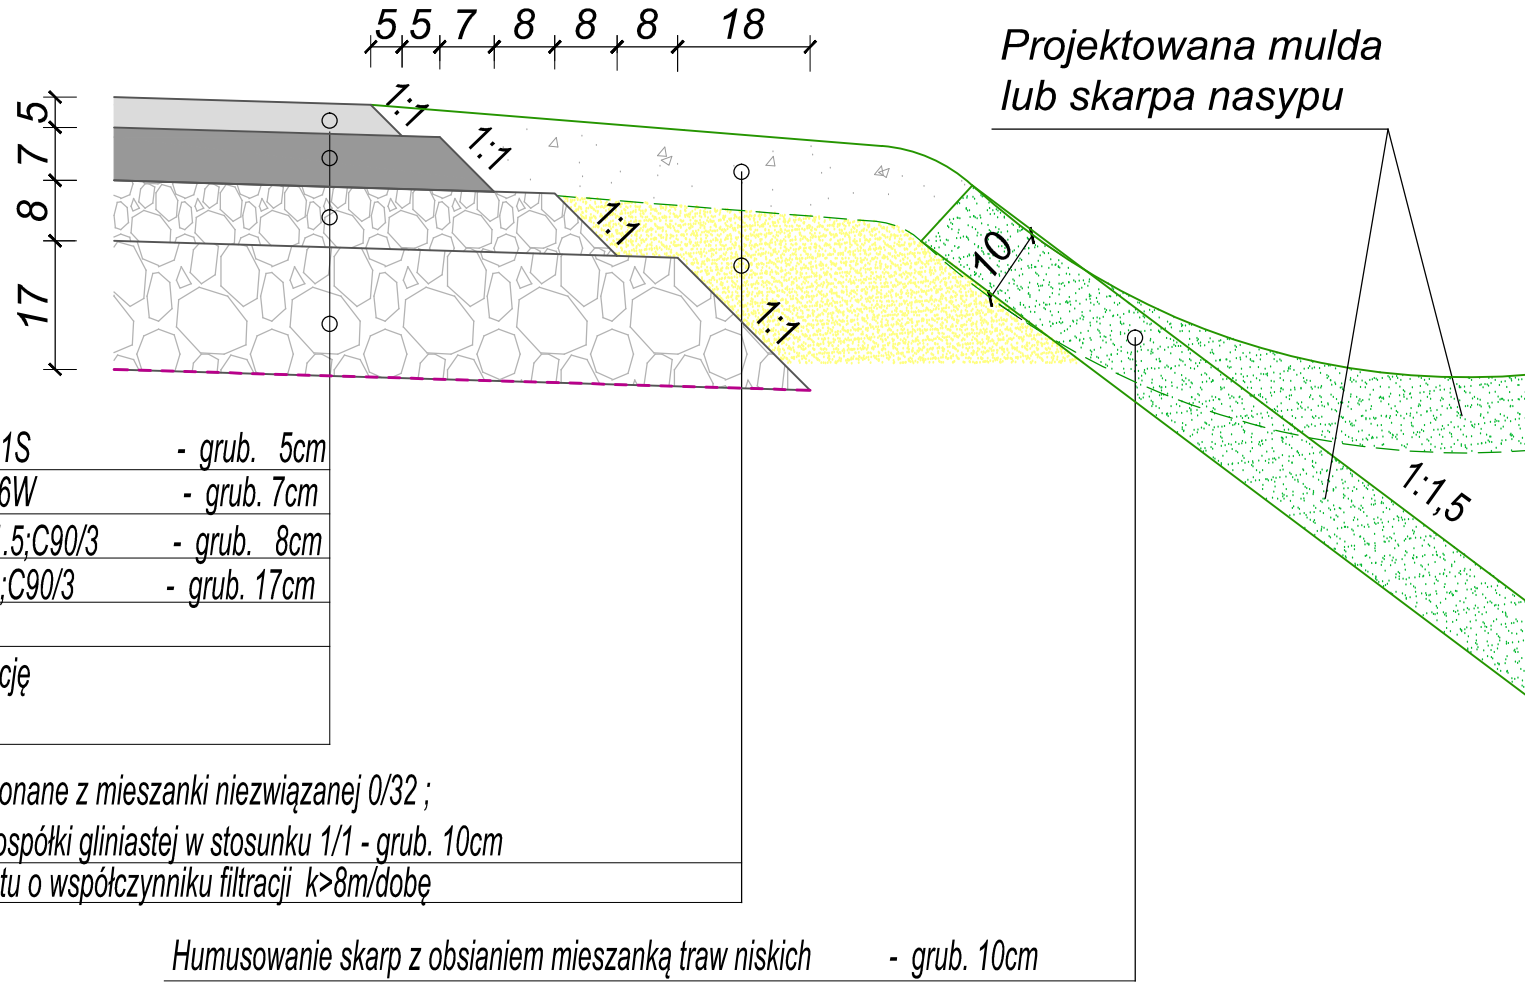 5 5 7 8 8 8 18
Projektowana mulda
lub skarpa nasypu
5
7
8
17
1:1
1:1
1:1
1:1
10
1:1,5
1S - grub. 5cm
6W - grub. 7cm
.5;C90/3 - grub. 8cm
;C90/3 - grub. 17cm
cję
onane z mieszanki niezwiązanej 0/32 ;
ospółki gliniastej w stosunku 1/1 - grub. 10cm
tu o współczynniku filtracji k>8m/dobę
Humusowanie skarp z obsianiem mieszanką traw niskich - grub. 10cm